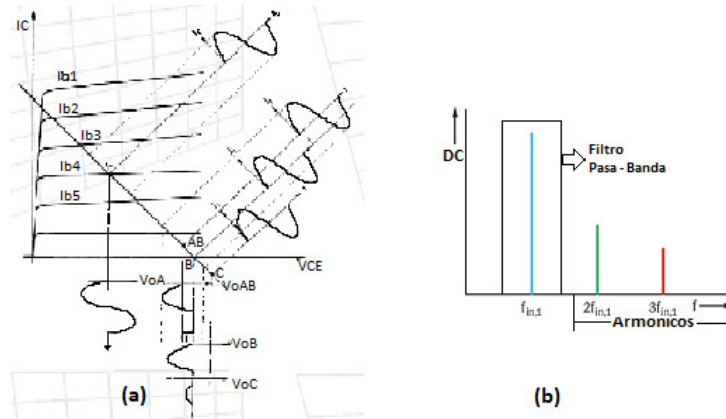 IC
Ib1
Ib2
Ib3
Ib4
Ib5
AB
B
C
VCE
VoA
VoAB
VoB
VoC
(a)
DC
Filtro
Pasa - Banda
fin,1
2fin,1
3fin,1
f
Armónicos
(b)